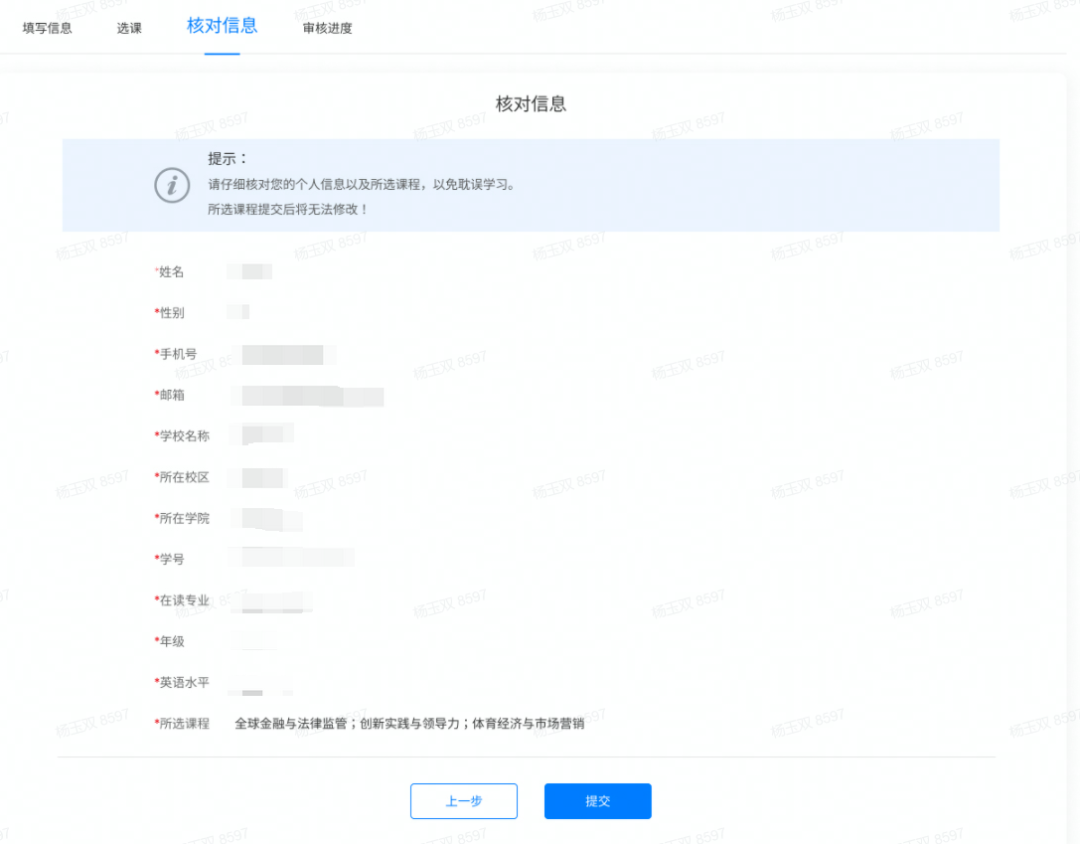 填写信息 选课 核对信息 审核进度
核对信息
提示：
请仔细核对您的个人信息以及所选课程，以免耽误学习。
所选课程提交后将无法修改！
*姓名
*性别
*手机号
*邮箱
*学校名称
*所在校区
*所在学院
*学号
*在读专业
*年级
*英语水平
*所选课程 全球金融与法律监管；创新实践与领导力；体育经济与市场营销
上一步 提交
杨玉双 8597